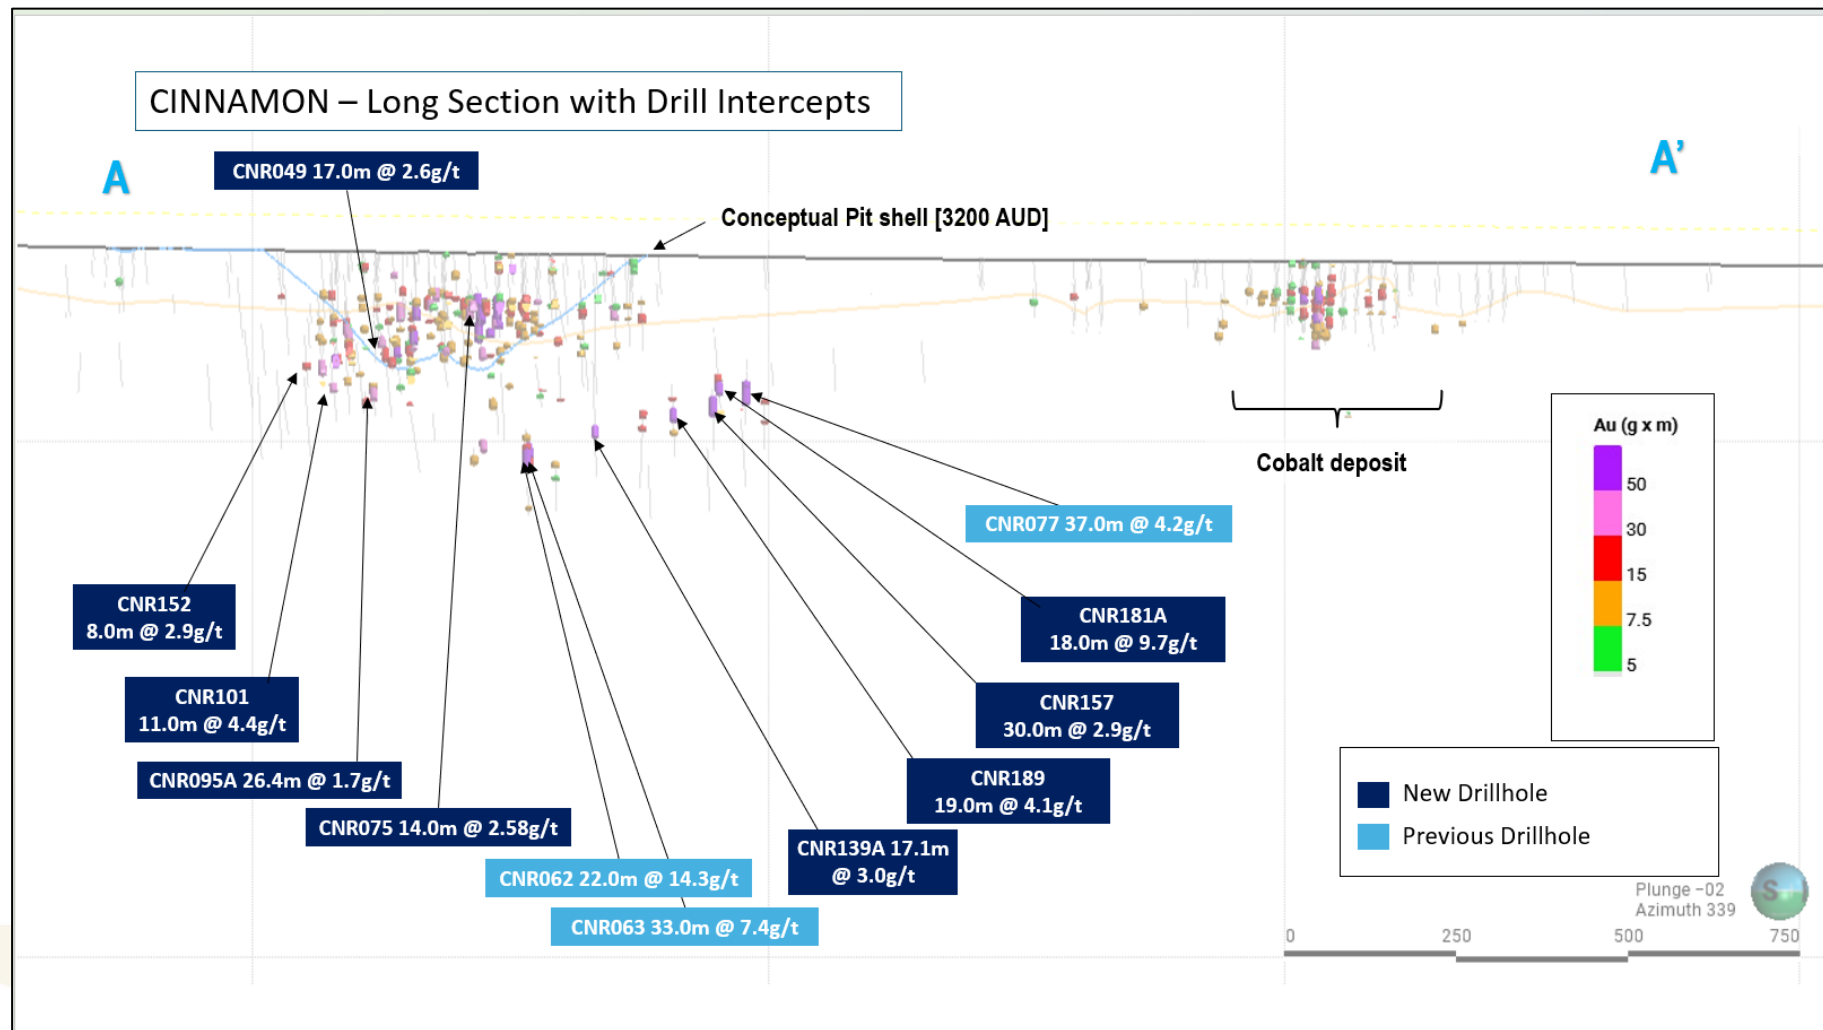 CINNAMON – Long Section with Drill Intercepts
A
A’
CNR049 17.0m @ 2.6g/t
Conceptual Pit shell [3200 AUD]
Cobalt deposit
Au (g x m)
50
30
15
7.5
5
CNR077 37.0m @ 4.2g/t
CNR152
8.0m @ 2.9g/t
CNR181A
18.0m @ 9.7g/t
CNR101
11.0m @ 4.4g/t
CNR157
30.0m @ 2.9g/t
CNR095A 26.4m @ 1.7g/t
CNR189
19.0m @ 4.1g/t
CNR075 14.0m @ 2.58g/t
CNR139A 17.1m
@ 3.0g/t
CNR062 22.0m @ 14.3g/t
CNR063 33.0m @ 7.4g/t
New Drillhole
Previous Drillhole
Plunge −02
Azimuth 339
S
0 250 500 750